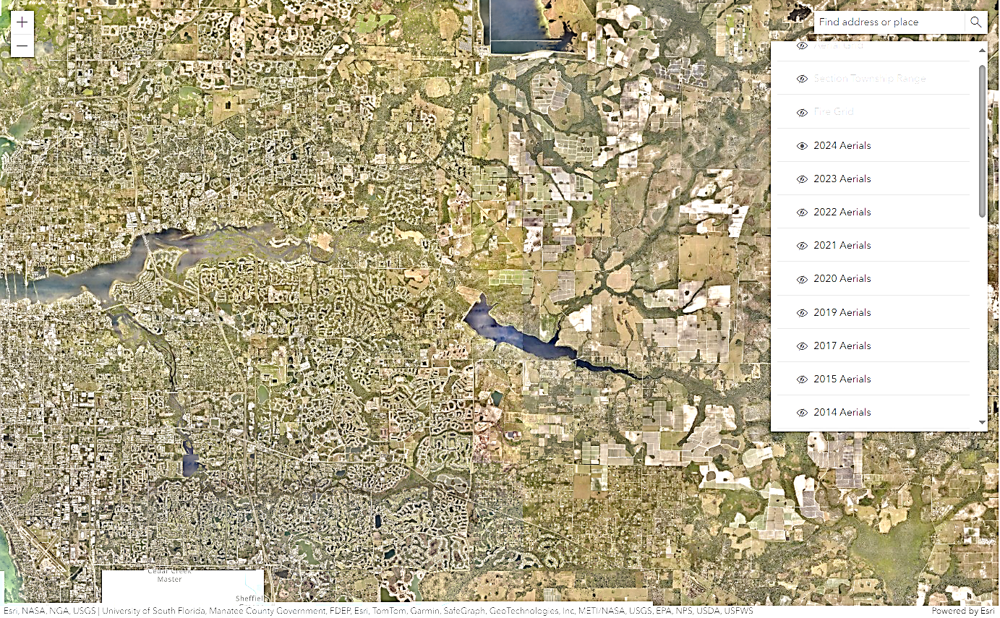 +
Find address or place
−
Aerial Grid
Section Township Range
Fire Grid
2024 Aerials
2023 Aerials
2022 Aerials
2021 Aerials
2020 Aerials
2019 Aerials
2017 Aerials
2015 Aerials
2014 Aerials
Cedar Creek
Master
Esri, NASA, NGA, USGS | University of South Florida, Manatee County Government, FDEP, Esri, TomTom, Garmin, SafeGraph, GeoTechnologies, Inc, METI/NASA, USGS, EPA, NPS, USDA, USFWS
Powered by Esri